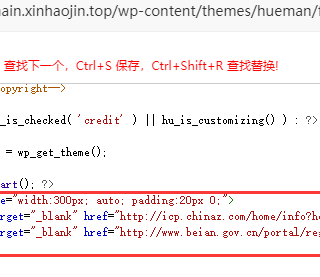 ain.xinhaojin.top/wp-content/themes/hueman/f
查找下一个，Ctrl+S 保存，Ctrl+Shift+R 查找替换!
opyright-->
_is_checked( 'credit' ) || hu_is_customizing() ) : ?>
= wp_get_theme();
art(); ?>
e="width:300px; auto; padding:20px 0;">
rget="_blank" href="http://icp.chinaz.com/home/info?ho
rget="_blank" href="http://www.beian.gov.cn/portal/reg